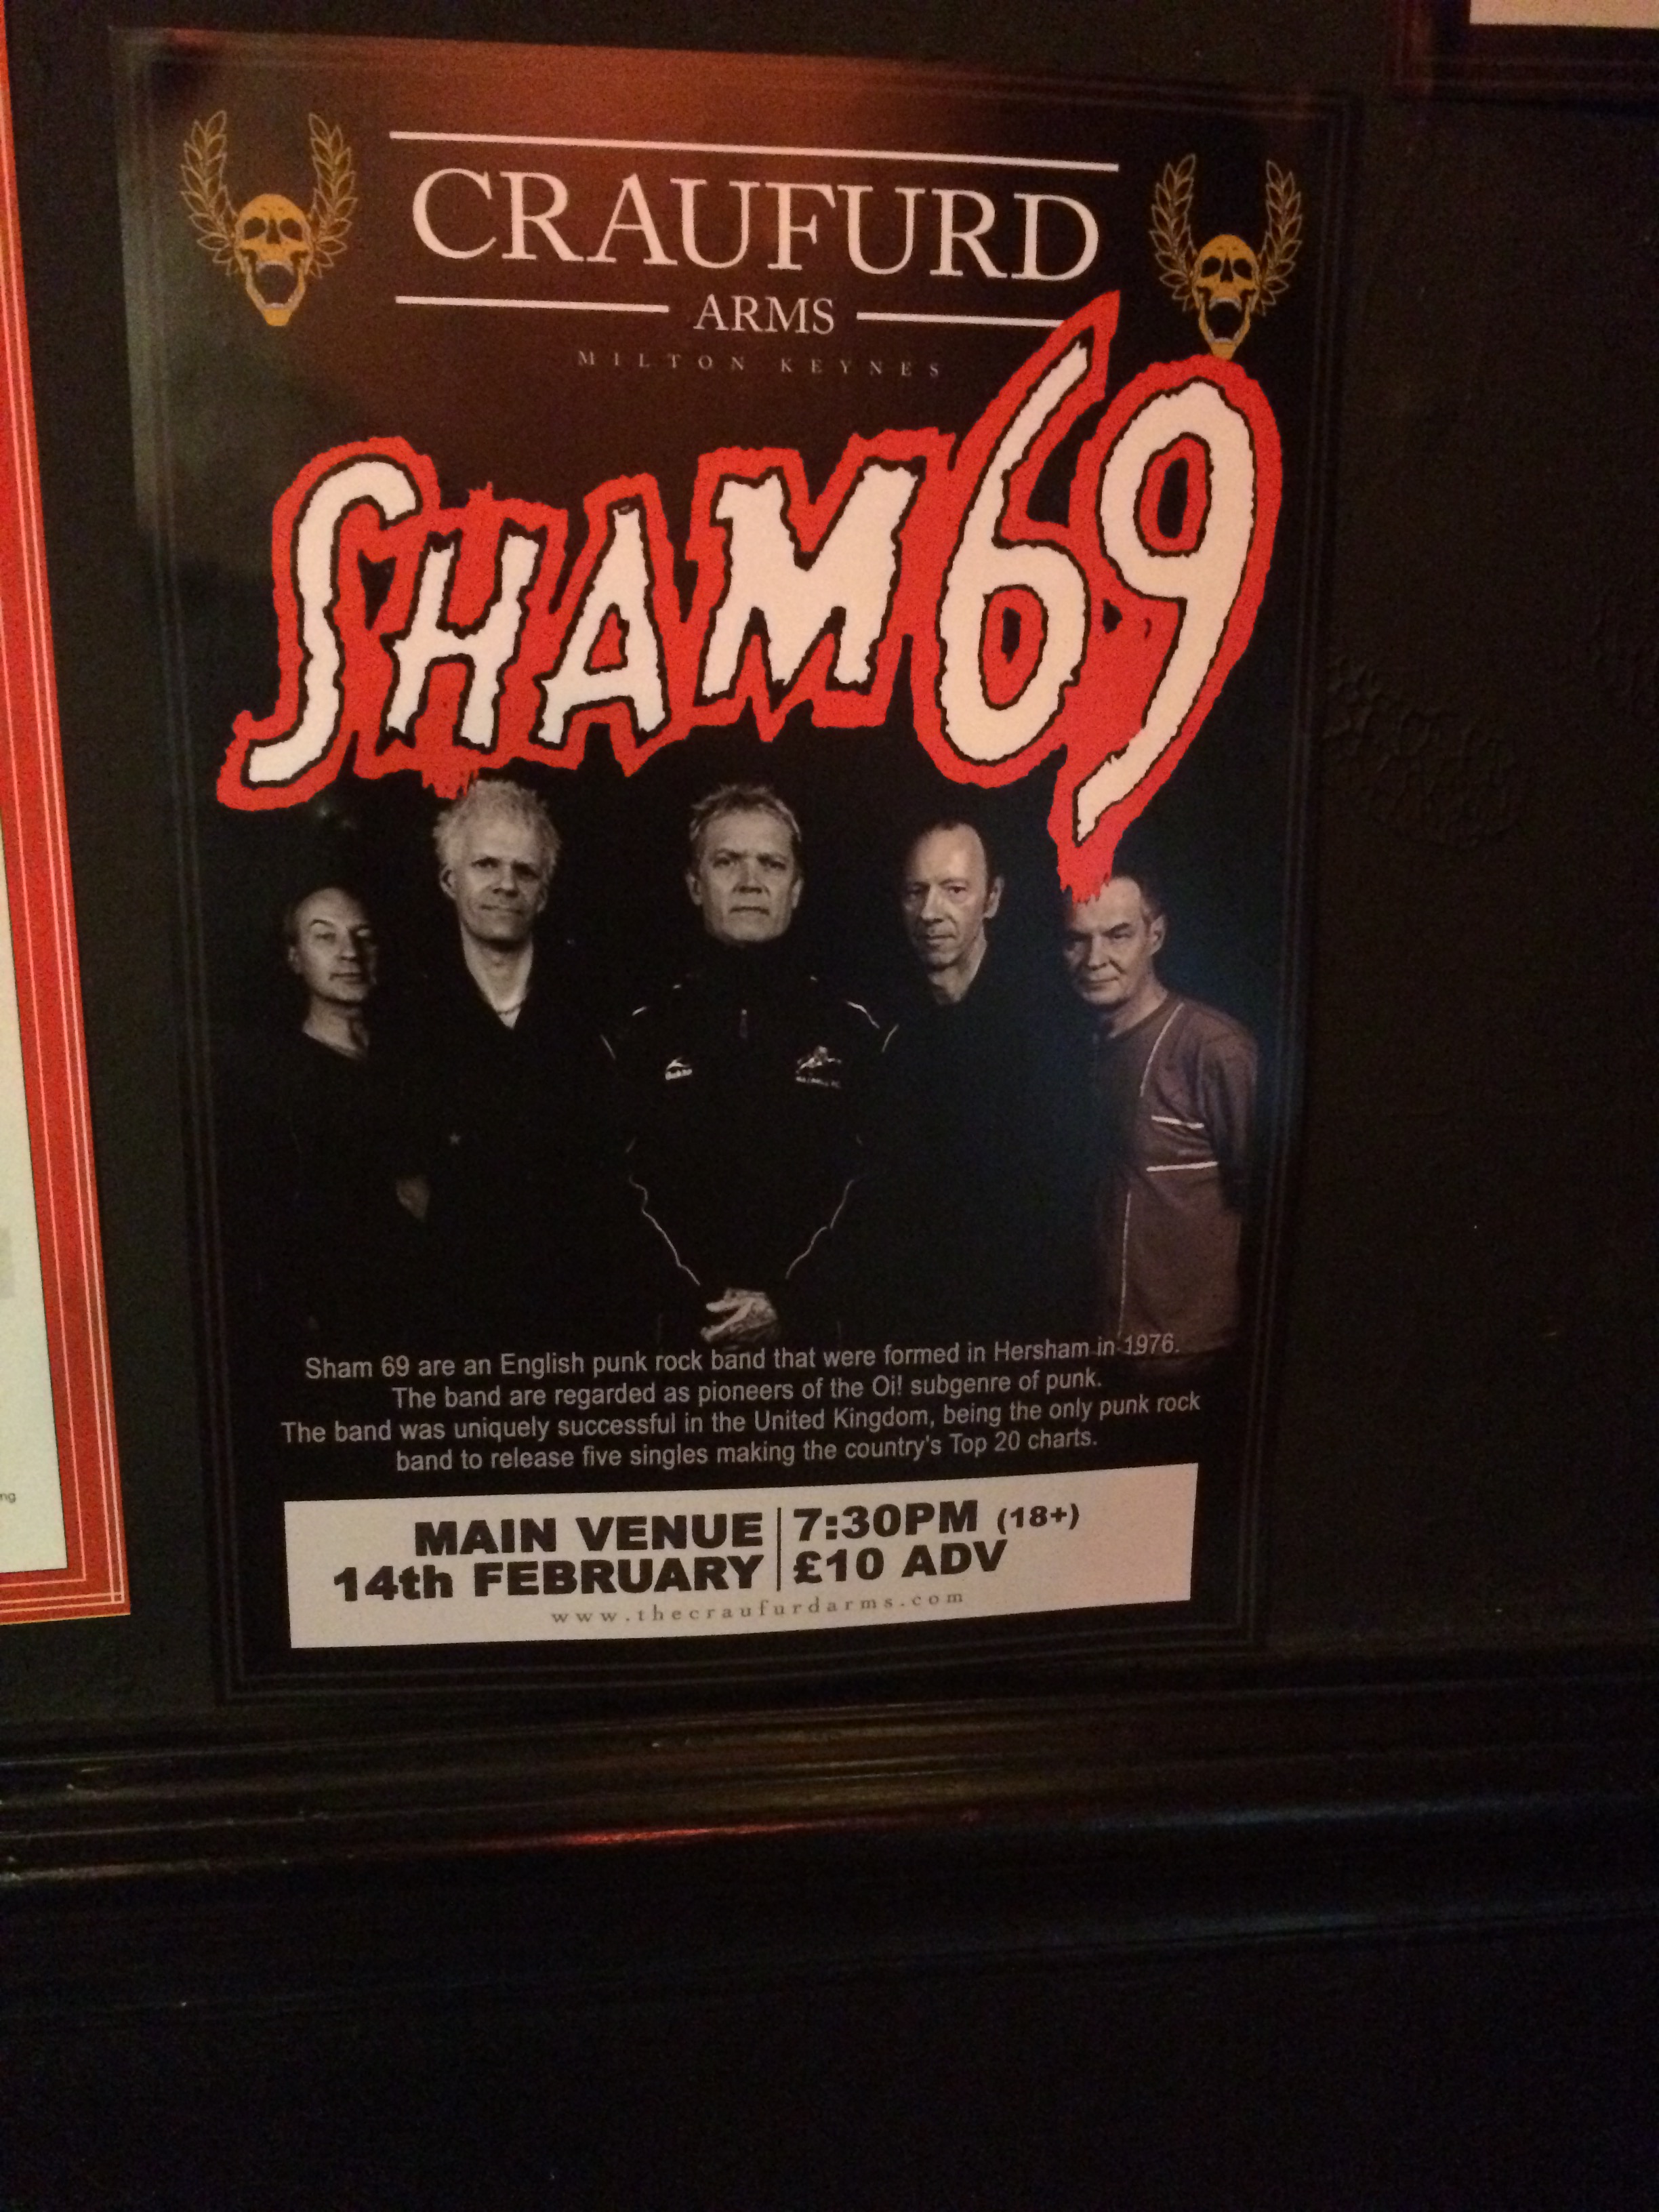 CRAUFURD
ARMS
MILTON KEYNES
SHAM 69
Sham 69 are an English punk rock band that were formed in Hersham in 1976.
The band are regarded as pioneers of the Oi! subgenre of punk.
The band was uniquely successful in the United Kingdom, being the only punk rock
band to release five singles making the country's Top 20 charts.
MAIN VENUE 7:30PM (18+)
14th FEBRUARY £10 ADV
www.thecraufurdarms.com